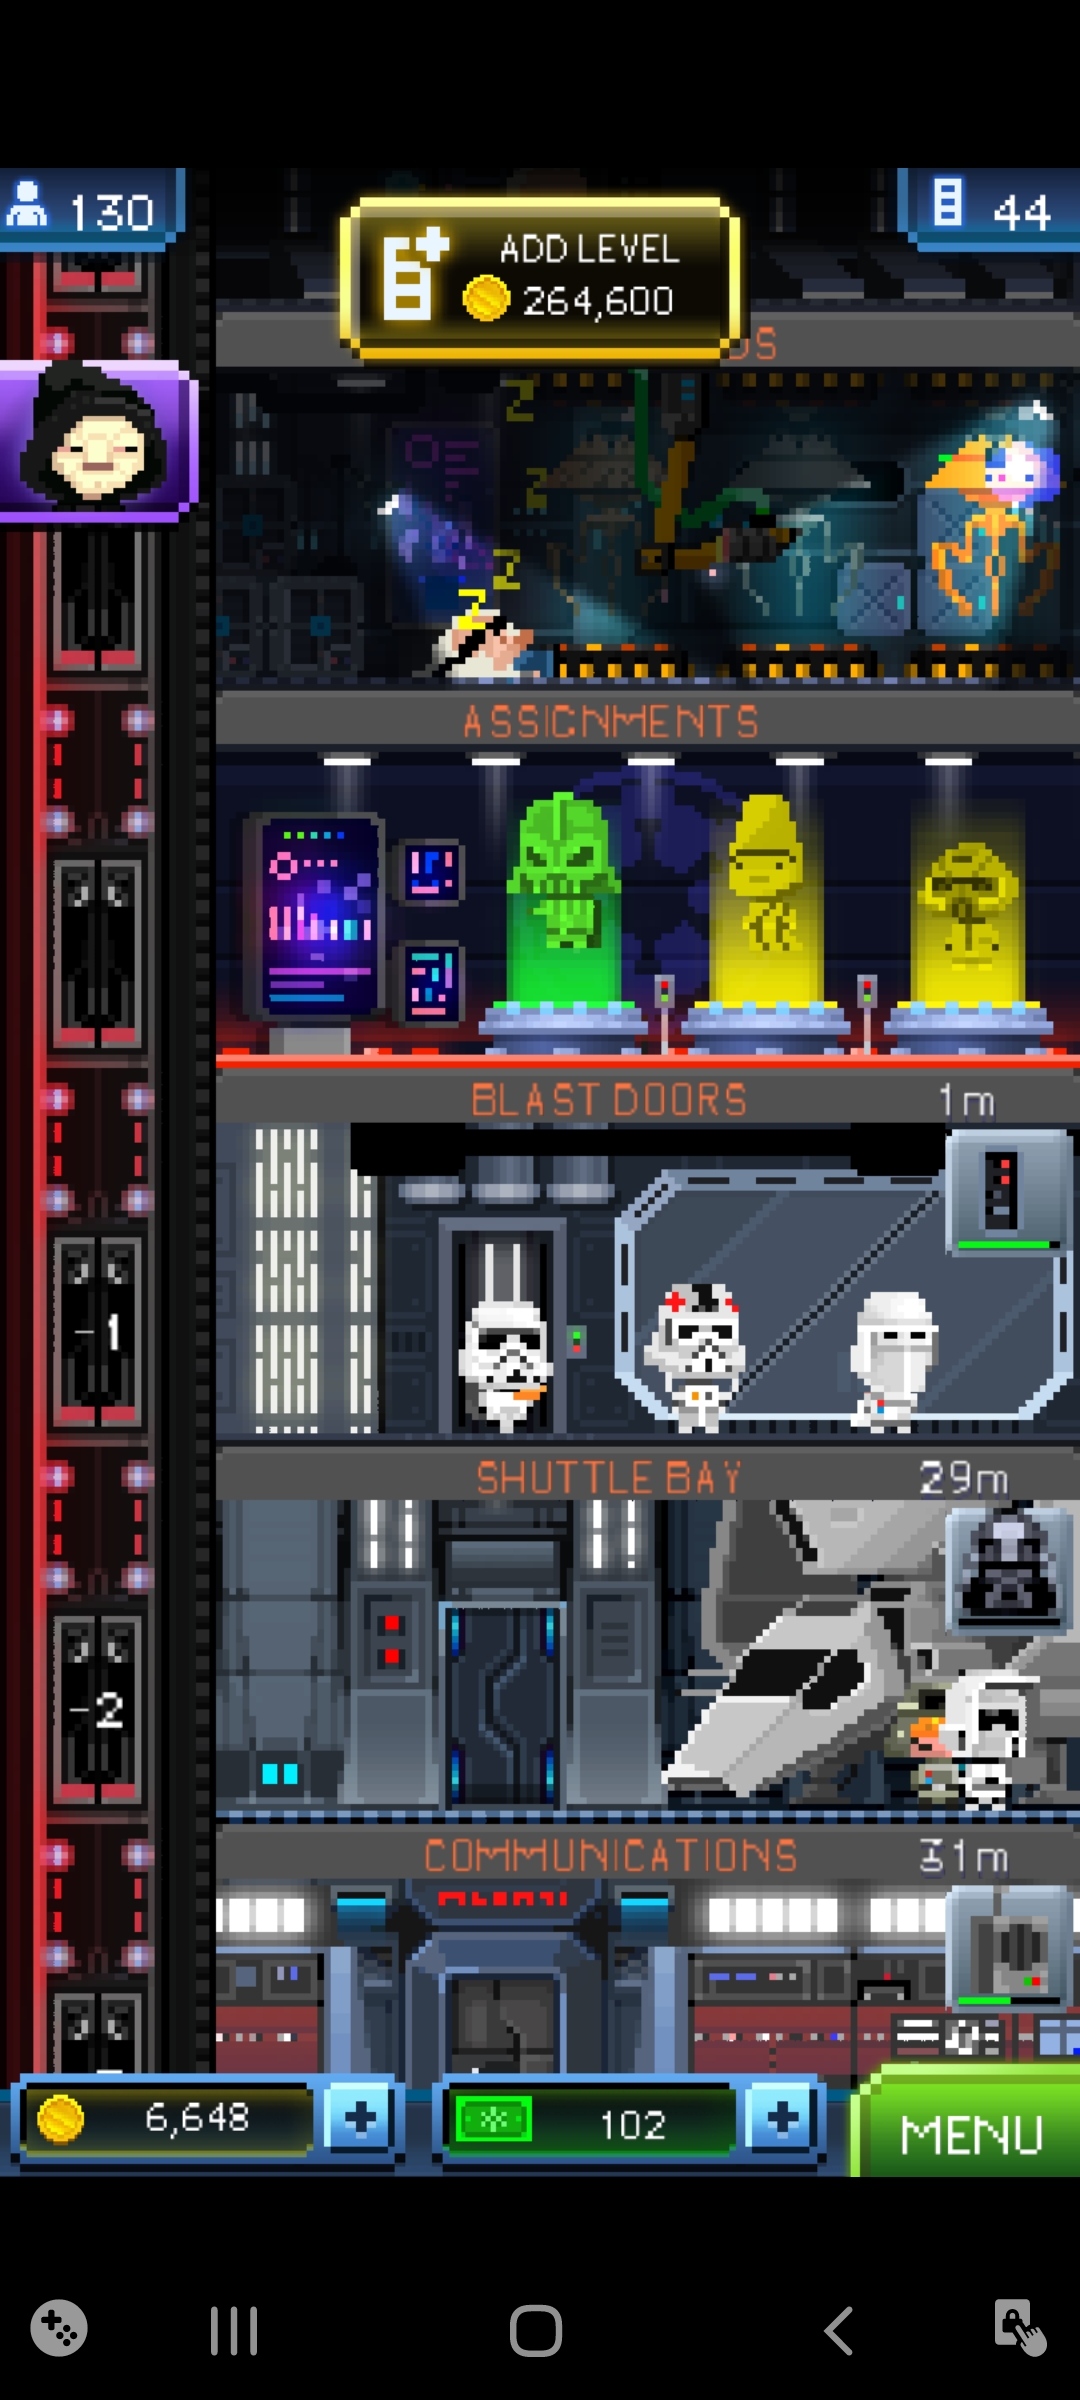 130
ADD LEVEL
264,600
44
DS
Z
Z
Z
Z
ASSIGNMENTS
BLAST DOORS 1m
-1
SHUTTLE BAY 29m
-2
COMMUNICATIONS 31m
6,648
102
MENU